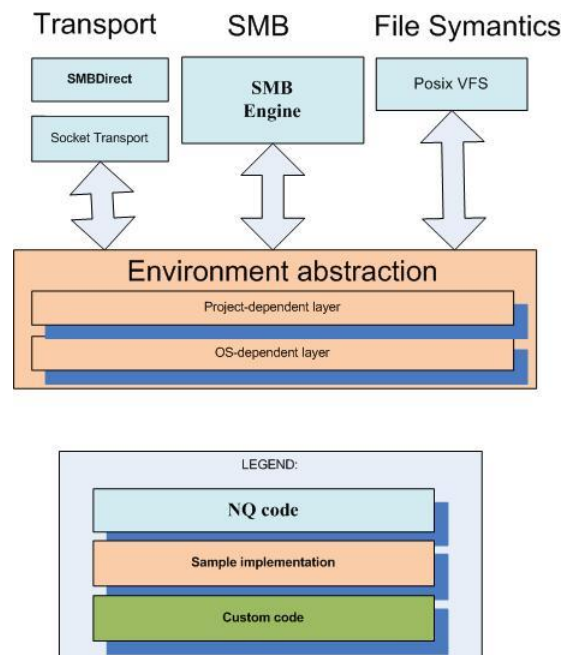 Transport
SMB
File Symantics
SMBDirect
Socket Transport
SMB
Engine
Posix VFS
Environment abstraction
Project-dependent layer
OS-dependent layer
LEGEND:
NQ code
Sample implementation
Custom code